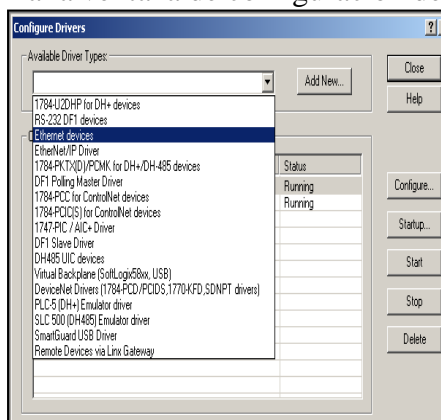 Configure Drivers
?
Available Driver Types:
Add New...
Close
Help
1784-U2DHP for DH+ devices
RS-232 DF1 devices
Ethernet devices
EtherNet/IP Driver
1784-PKTX(D)/PCMK for DH+/DH-485 devices
DF1 Polling Master Driver
1784-PCC for ControlNet devices
1784-PCIC(S) for ControlNet devices
1747-PIC / AIC+ Driver
DF1 Slave Driver
DH485 UIC devices
Virtual Backplane (SoftLogix58xx, USB)
DeviceNet Drivers (1784-PCD/PCIDS,1770-KFD,SDNPT drivers)
PLC-5 (DH+) Emulator driver
SLC 500 (DH485) Emulator driver
SmartGuard USB Driver
Remote Devices via Linx Gateway
Status
Running
Running
Configure...
Startup...
Start
Stop
Delete